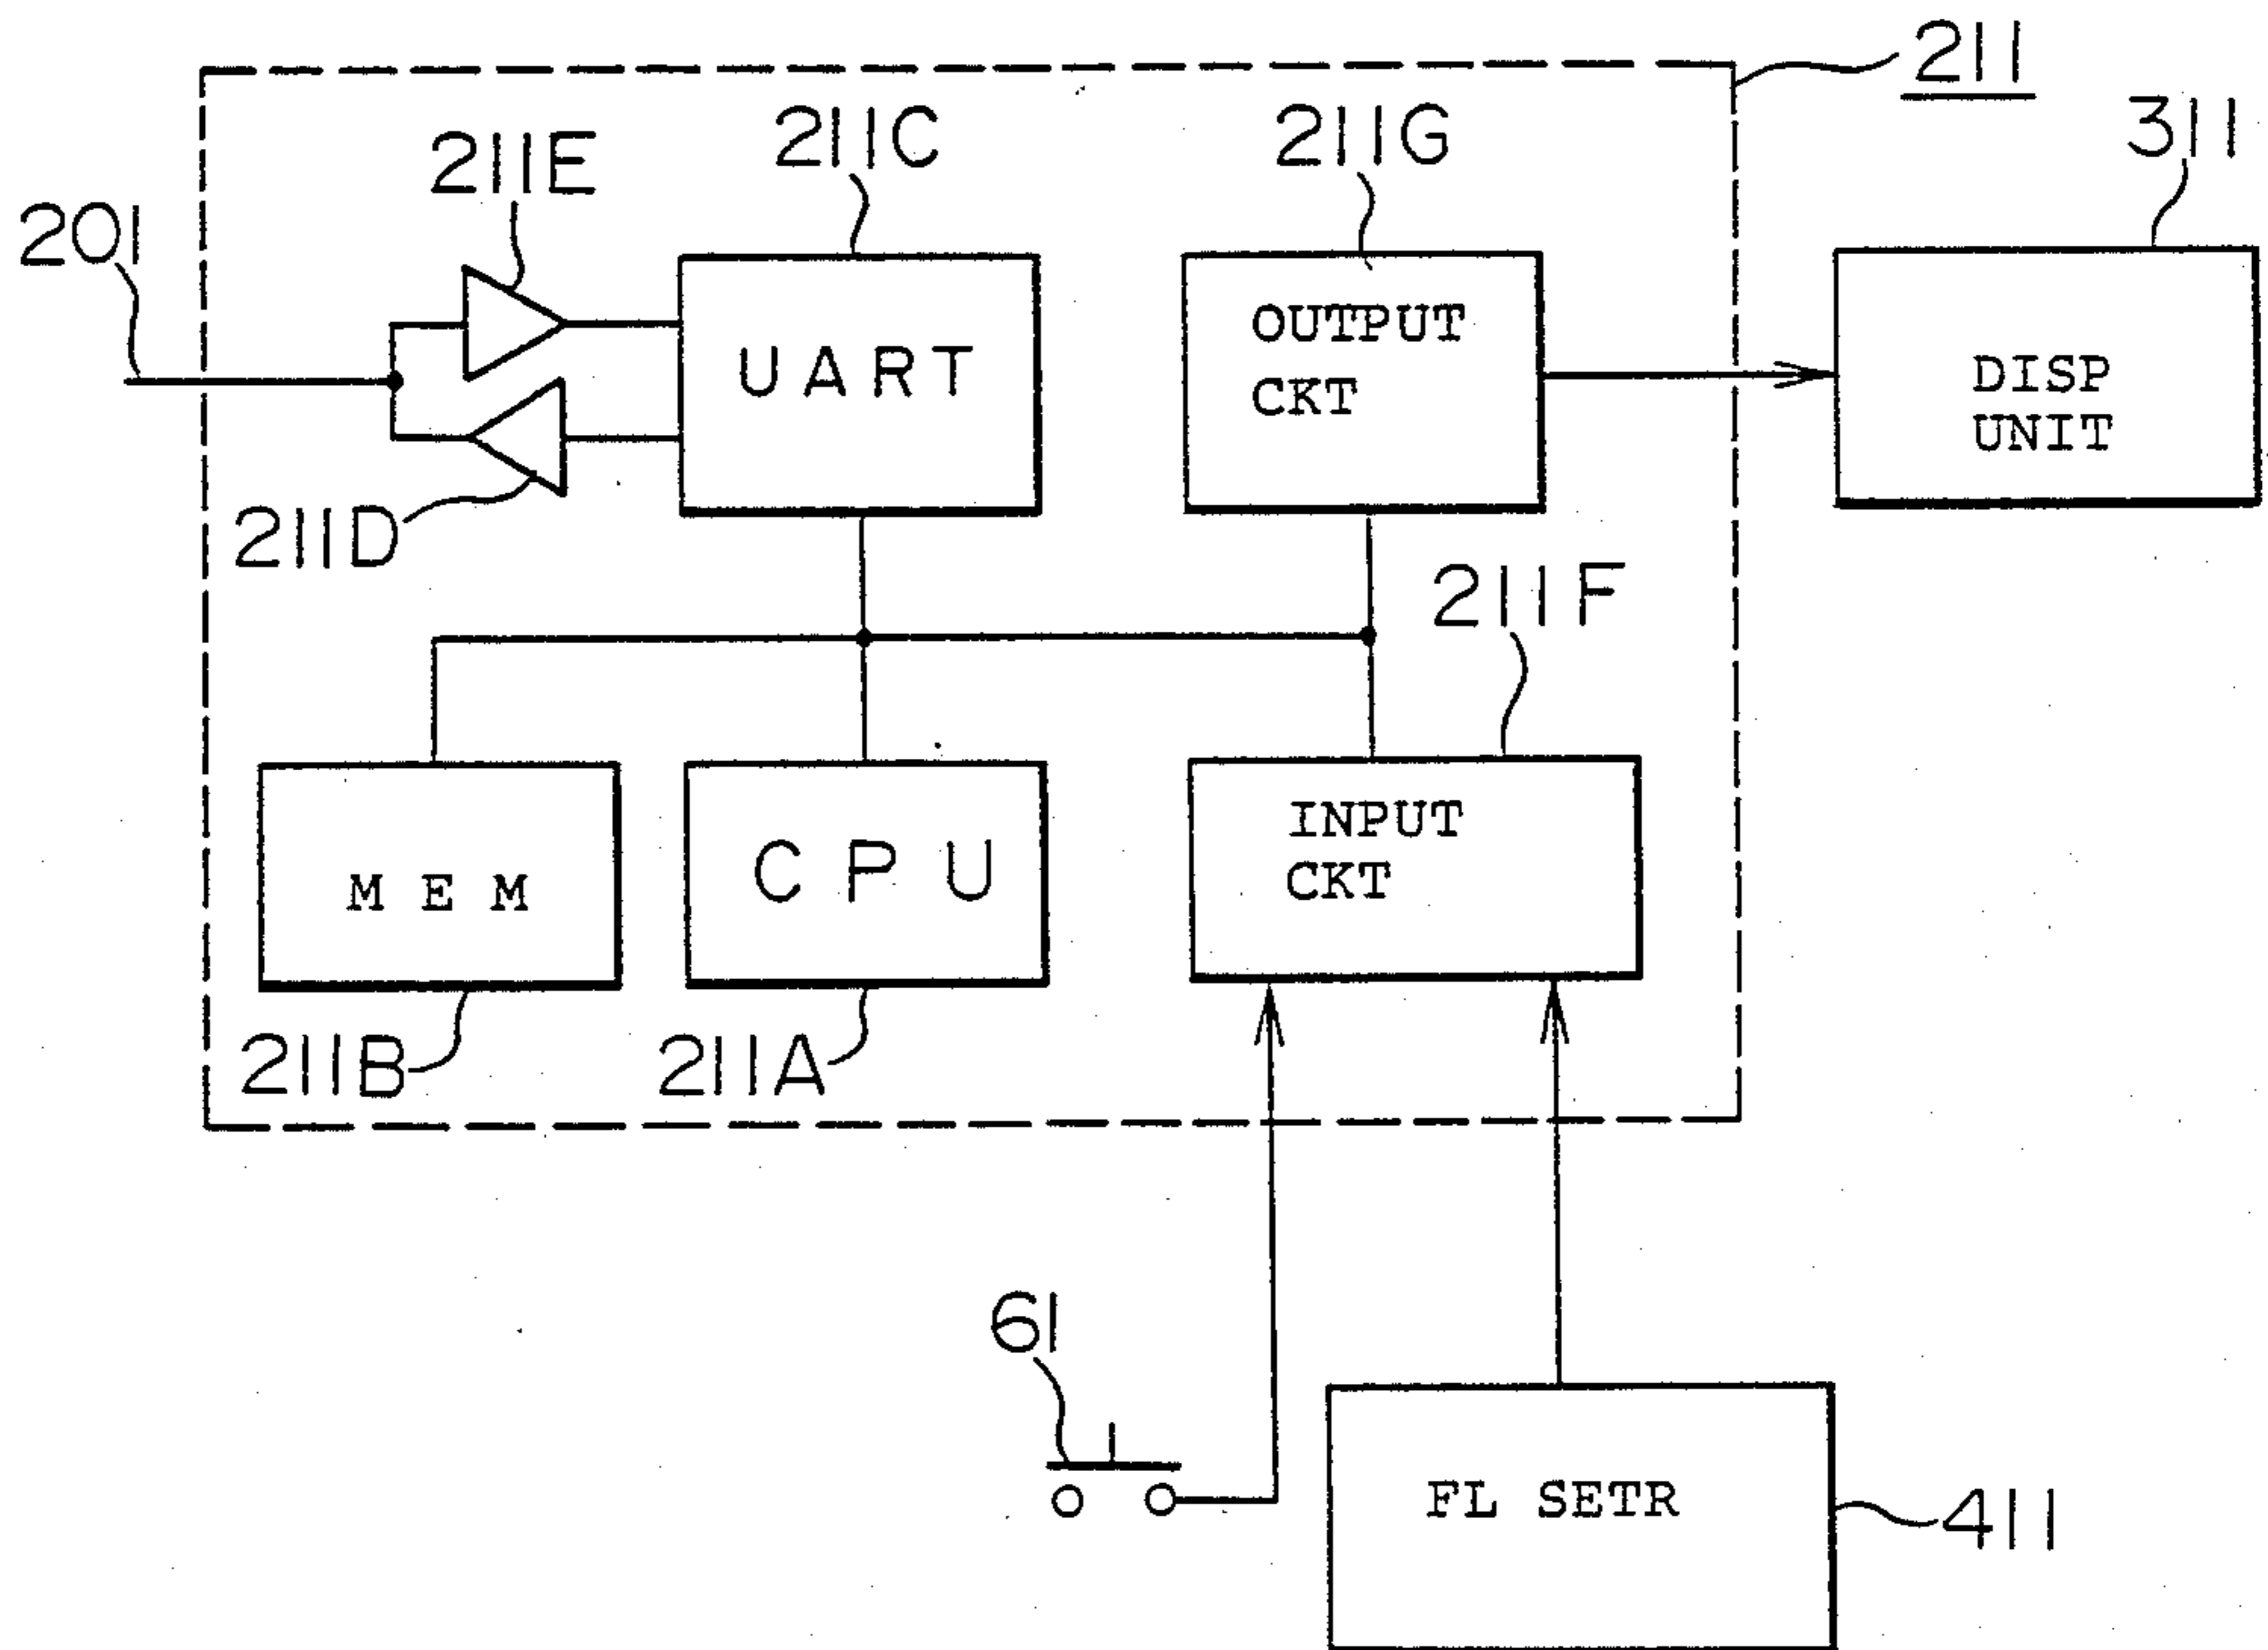 211
311
211E
211C
211G
201
UART
OUTPUT
CKT
DISP
UNIT
211D
211F
MEM
CPU
INPUT
CKT
211B
211A
61
FL SETR
411